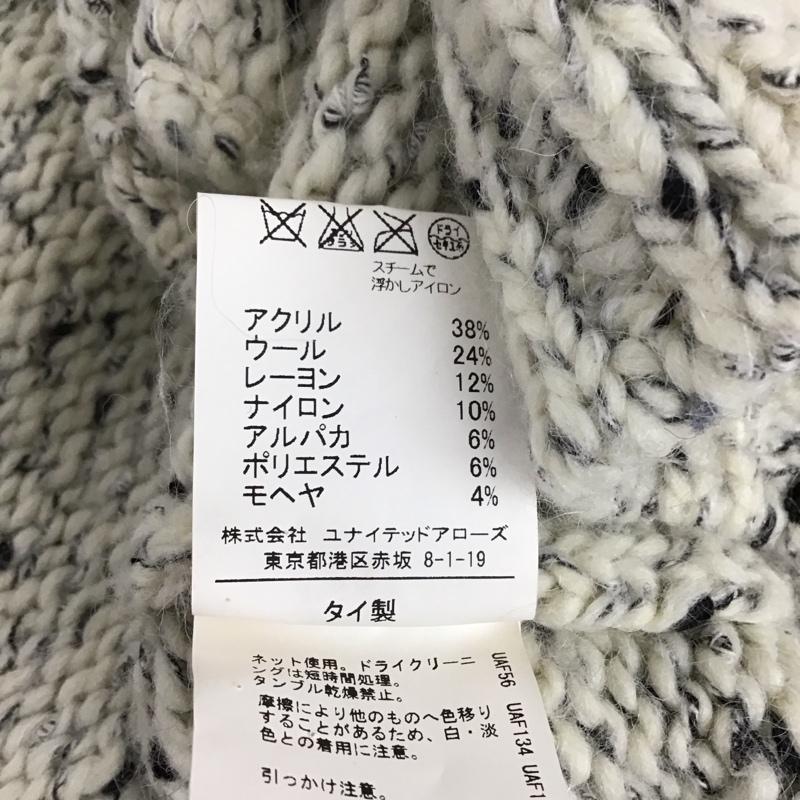 ドライ
セキユ系
スチームで
浮かしアイロン
アクリル 38%
ウール 24%
レーヨン 12%
ナイロン 10%
アルパカ 6%
ポリエステル 6%
モヘヤ 4%
株式会社 ユナイテッドアローズ
東京都港区赤坂 8-1-19
タイ製
ネット使用。ドライクリーニ
ングは短時間処理。
タンブル乾燥禁止。
摩擦により他のものへ色移り
することがあるため、白・淡
色との着用に注意。
引っかけ注意。
UAF56 UAF134 UAF1